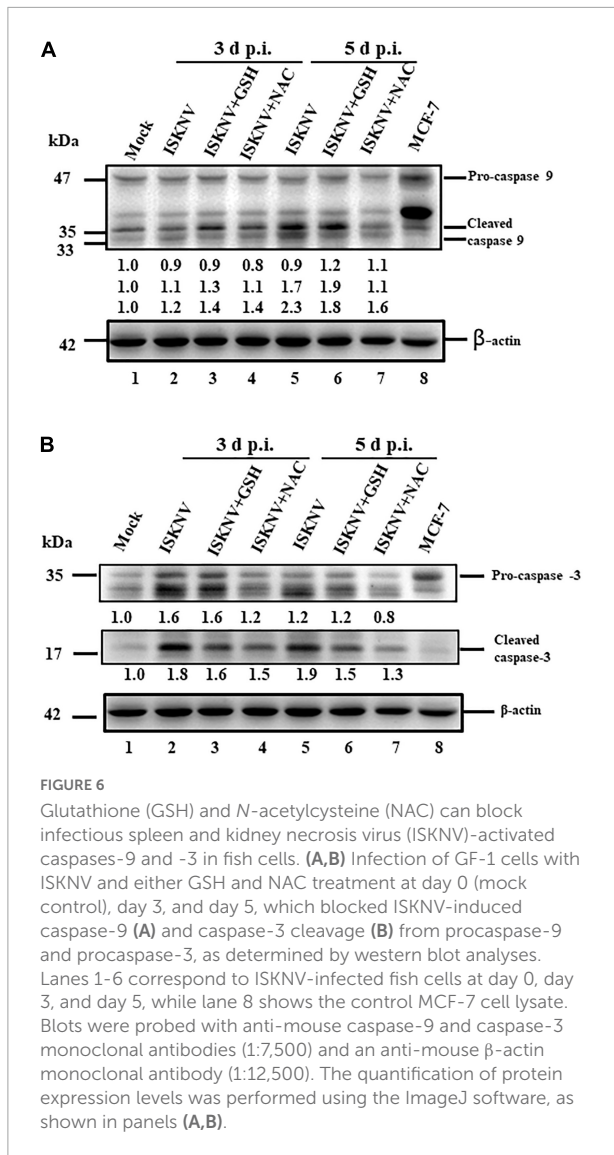 A
3 d p.i.
5 d p.i.
Mock
ISKNV
ISKNV+GSH
ISKNV+NAC
ISKNV
ISKNV+GSH
ISKNV+NAC
MCF-7
kDa
47
Pro-caspase 9
35
Cleaved
33
caspase 9
1.0 0.9 0.9 0.8 0.9 1.2 1.1
1.0 1.1 1.3 1.1 1.7 1.9 1.1
1.0 1.2 1.4 1.4 2.3 1.8 1.6
42
β-actin
1 2 3 4 5 6 7 8
B
3 d p.i.
5 d p.i.
Mock
ISKNV
ISKNV+GSH
ISKNV+NAC
ISKNV
ISKNV+GSH
ISKNV+NAC
MCF-7
kDa
35
Pro-caspase -3
1.0 1.6 1.6 1.2 1.2 1.2 0.8
17
Cleaved
caspase-3
1.0 1.8 1.6 1.5 1.9 1.5 1.3
42
β-actin
1 2 3 4 5 6 7 8
FIGURE 6
Glutathione (GSH) and N-acetylcysteine (NAC) can block
infectious spleen and kidney necrosis virus (ISKNV)-activated
caspases-9 and -3 in fish cells. (A,B) Infection of GF-1 cells with
ISKNV and either GSH and NAC treatment at day 0 (mock
control), day 3, and day 5, which blocked ISKNV-induced
caspase-9 (A) and caspase-3 cleavage (B) from procaspase-9
and procaspase-3, as determined by western blot analyses.
Lanes 1-6 correspond to ISKNV-infected fish cells at day 0, day
3, and day 5, while lane 8 shows the control MCF-7 cell lysate.
Blots were probed with anti-mouse caspase-9 and caspase-3
monoclonal antibodies (1:7,500) and an anti-mouse β-actin
monoclonal antibody (1:12,500). The quantification of protein
expression levels was performed using the ImageJ software, as
shown in panels (A,B).